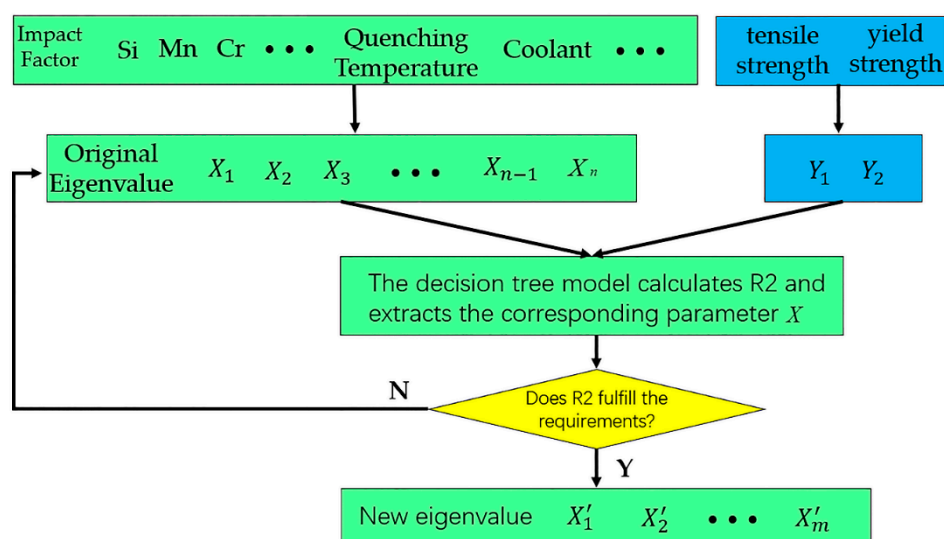 Impact
Factor
Si Mn Cr • • • Quenching
Temperature
Coolant • • •
tensile
strength
yield
strength
Original
Eigenvalue
X₁ X₂ X₃ • • • Xₙ₋₁ Xₙ
Y₁ Y₂
The decision tree model calculates R2 and
extracts the corresponding parameter X
Does R2 fulfill the
requirements?
N
Y
New eigenvalue X′₁ X′₂ • • • X′ₘ